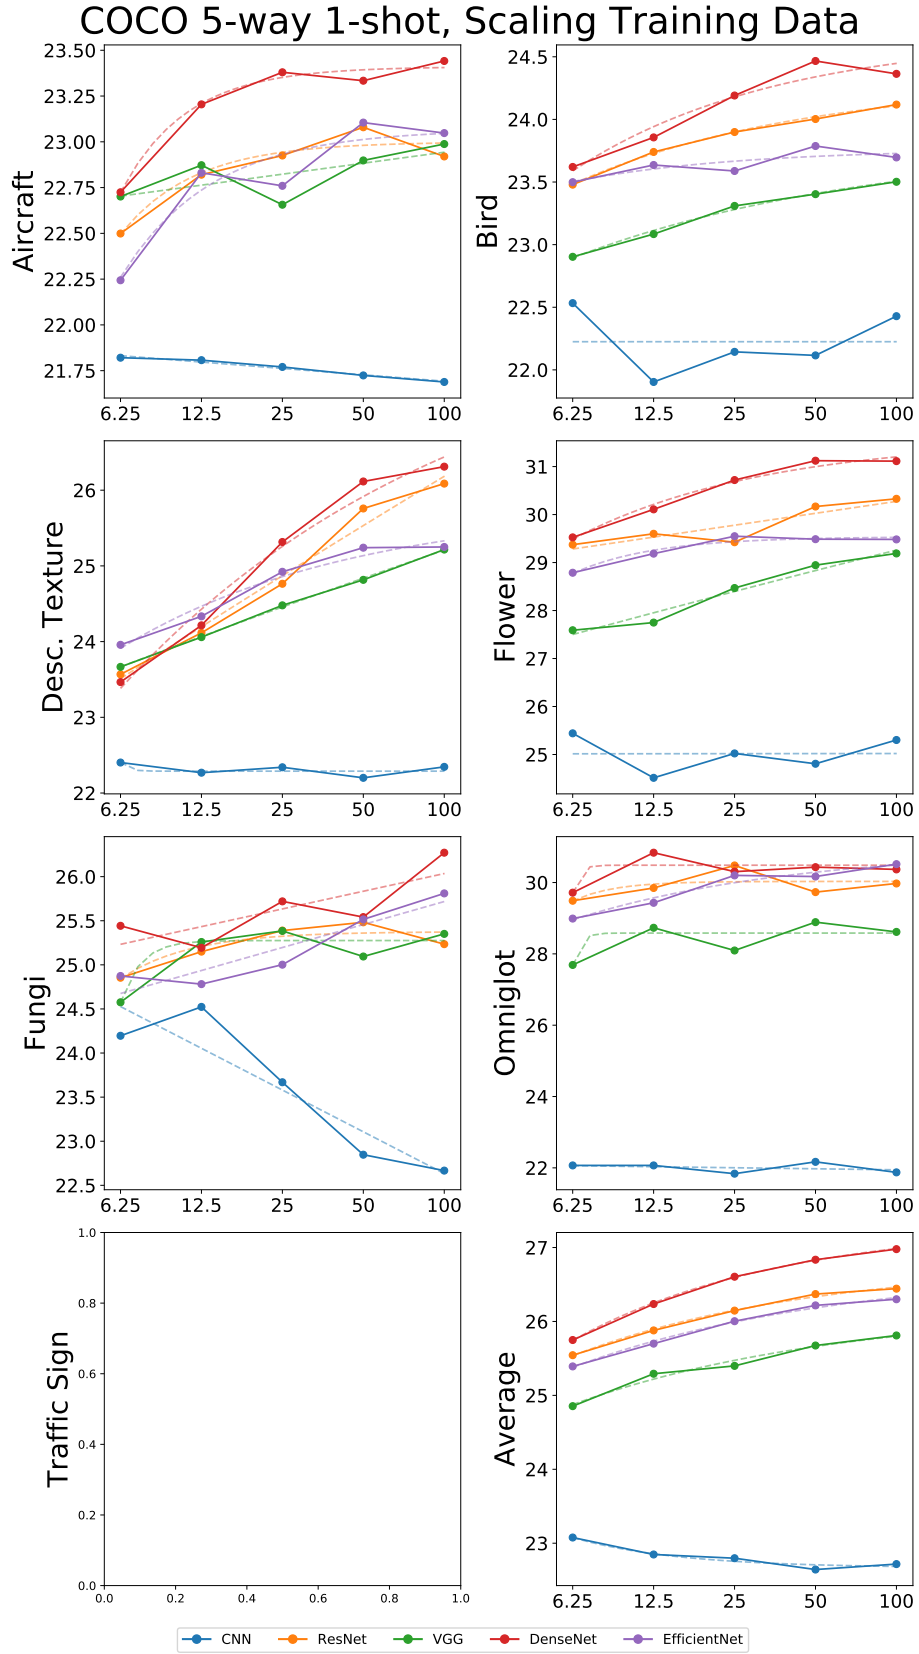 COCO 5-way 1-shot, Scaling Training Data
Aircraft
23.50
23.25
23.00
22.75
22.50
22.25
22.00
21.75
6.25 12.5 25 50 100
Bird
24.5
24.0
23.5
23.0
22.5
22.0
6.25 12.5 25 50 100
Desc. Texture
26
25
24
23
22
6.25 12.5 25 50 100
Flower
31
30
29
28
27
26
25
6.25 12.5 25 50 100
Fungi
26.0
25.5
25.0
24.5
24.0
23.5
23.0
22.5
6.25 12.5 25 50 100
Omniglot
30
28
26
24
22
6.25 12.5 25 50 100
Traffic Sign
1.0
0.8
0.6
0.4
0.2
0.0
0.0 0.2 0.4 0.6 0.8 1.0
Average
27
26
25
24
23
6.25 12.5 25 50 100
CNN ResNet VGG DenseNet EfficientNet